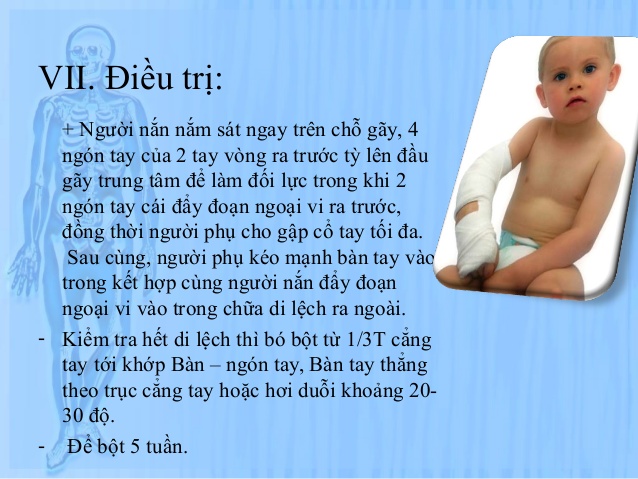 VII. Điều trị:
+ Người nắn nắm sát ngay trên chỗ gãy, 4
ngón tay của 2 tay vòng ra trước tỳ lên đầu
gãy trung tâm để làm đối lực trong khi 2
ngón tay cái đẩy đoạn ngoại vi ra trước,
đồng thời người phụ cho gập cổ tay tối đa.
Sau cùng, người phụ kéo mạnh bàn tay vào
trong kết hợp cùng người nắn đẩy đoạn
ngoại vi vào trong chữa di lệch ra ngoài.
- Kiểm tra hết di lệch thì bó bột từ 1/3T cẳng
tay tới khớp Bàn – ngón tay, Bàn tay thẳng
theo trục cẳng tay hoặc hơi duỗi khoảng 20-
30 độ.
- Để bột 5 tuần.